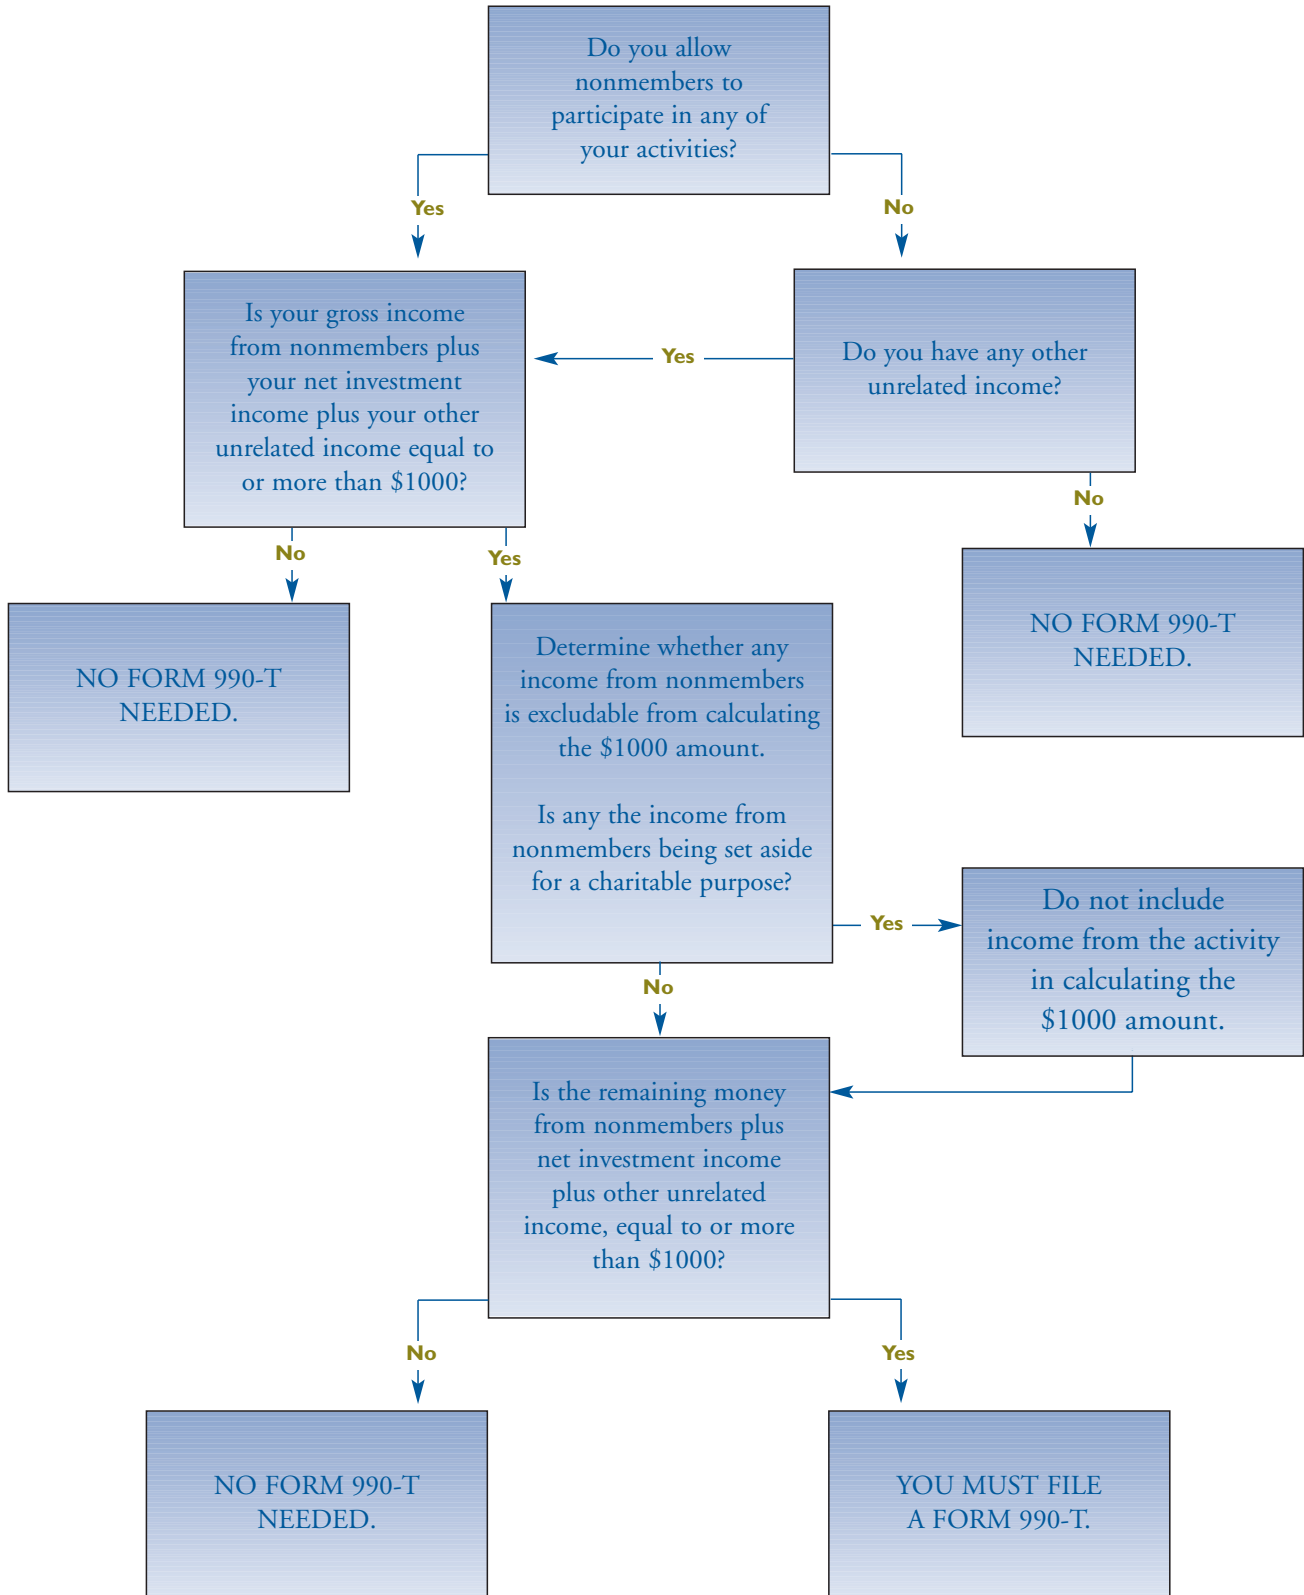 Do you allow
nonmembers to
participate in any of
your activities?
Yes
No
Is your gross income
from nonmembers plus
your net investment
income plus your other
unrelated income equal to
or more than $1000?
Yes
Do you have any other
unrelated income?
No
Yes
No
NO FORM 990-T
NEEDED.
Determine whether any
income from nonmembers
is excludable from calculating
the $1000 amount.
Is any the income from
nonmembers being set aside
for a charitable purpose?
NO FORM 990-T
NEEDED.
Yes
Do not include
income from the activity
in calculating the
$1000 amount.
No
Is the remaining money
from nonmembers plus
net investment income
plus other unrelated
income, equal to or more
than $1000?
No
Yes
NO FORM 990-T
NEEDED.
YOU MUST FILE
A FORM 990-T.